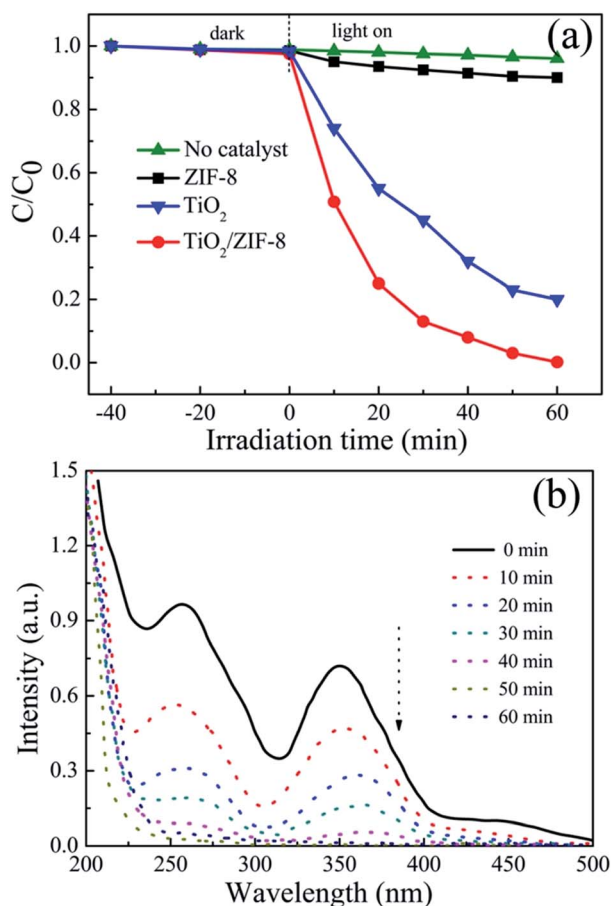 dark light on (a)
1.0
0.8
0.6
0.4
0.2
0.0
C/C0
No catalyst
ZIF-8
TiO2
TiO2/ZIF-8
-40 -20 0 20 40 60
Irradiation time (min)
(b)
1.5
1.2
0.9
0.6
0.3
0.0
Intensity (a.u.)
0 min
10 min
20 min
30 min
40 min
50 min
60 min
200 250 300 350 400 450 500
Wavelength (nm)